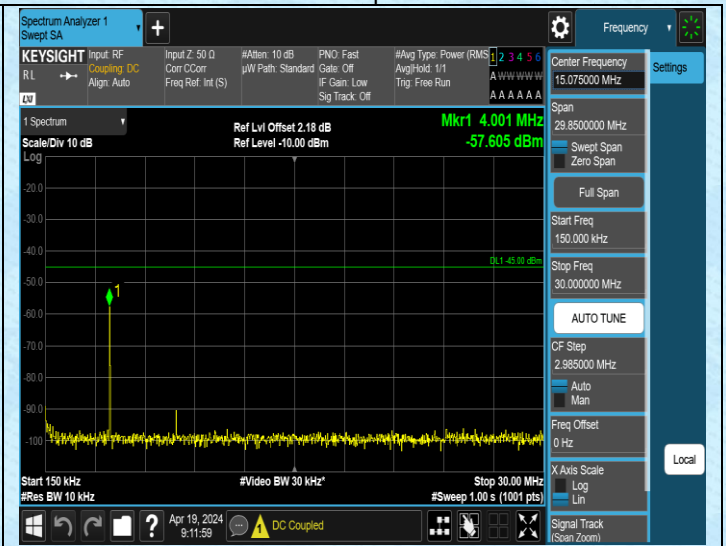 Spectrum Analyzer 1
Swept SA
Frequency
KEYSIGHT
RL
LXI
Input: RF
Coupling: DC
Align: Auto
Input Z: 50 Ω
Corr CCorr
Freq Ref: Int (S)
#Atten: 10 dB
µW Path: Standard
PNO: Fast
Gate: Off
IF Gain: Low
Sig Track: Off
#Avg Type: Power (RMS
Avg|Hold: 1/1
Trig: Free Run
1 2 3 4 5 6
A W W W W W
A A A A A A
1 Spectrum
Scale/Div 10 dB
Log
Ref Lvl Offset 2.18 dB
Ref Level -10.00 dBm
Mkr1 4.001 MHz
-57.605 dBm
-20.0
-30.0
-40.0
DL1 -45.00 dBm
-50.0
1
-60.0
-70.0
-80.0
-90.0
-100
Start 150 kHz
#Res BW 10 kHz
#Video BW 30 kHz*
Stop 30.00 MHz
#Sweep 1.00 s (1001 pts)
Apr 19, 2024
9:11:59
DC Coupled
Center Frequency
15.075000 MHz
Settings
Span
29.8500000 MHz
Swept Span
Zero Span
Full Span
Start Freq
150.000 kHz
Stop Freq
30.000000 MHz
AUTO TUNE
CF Step
2.985000 MHz
Auto
Man
Freq Offset
0 Hz
X Axis Scale
Log
Lin
Local
Signal Track
(Span Zoom)